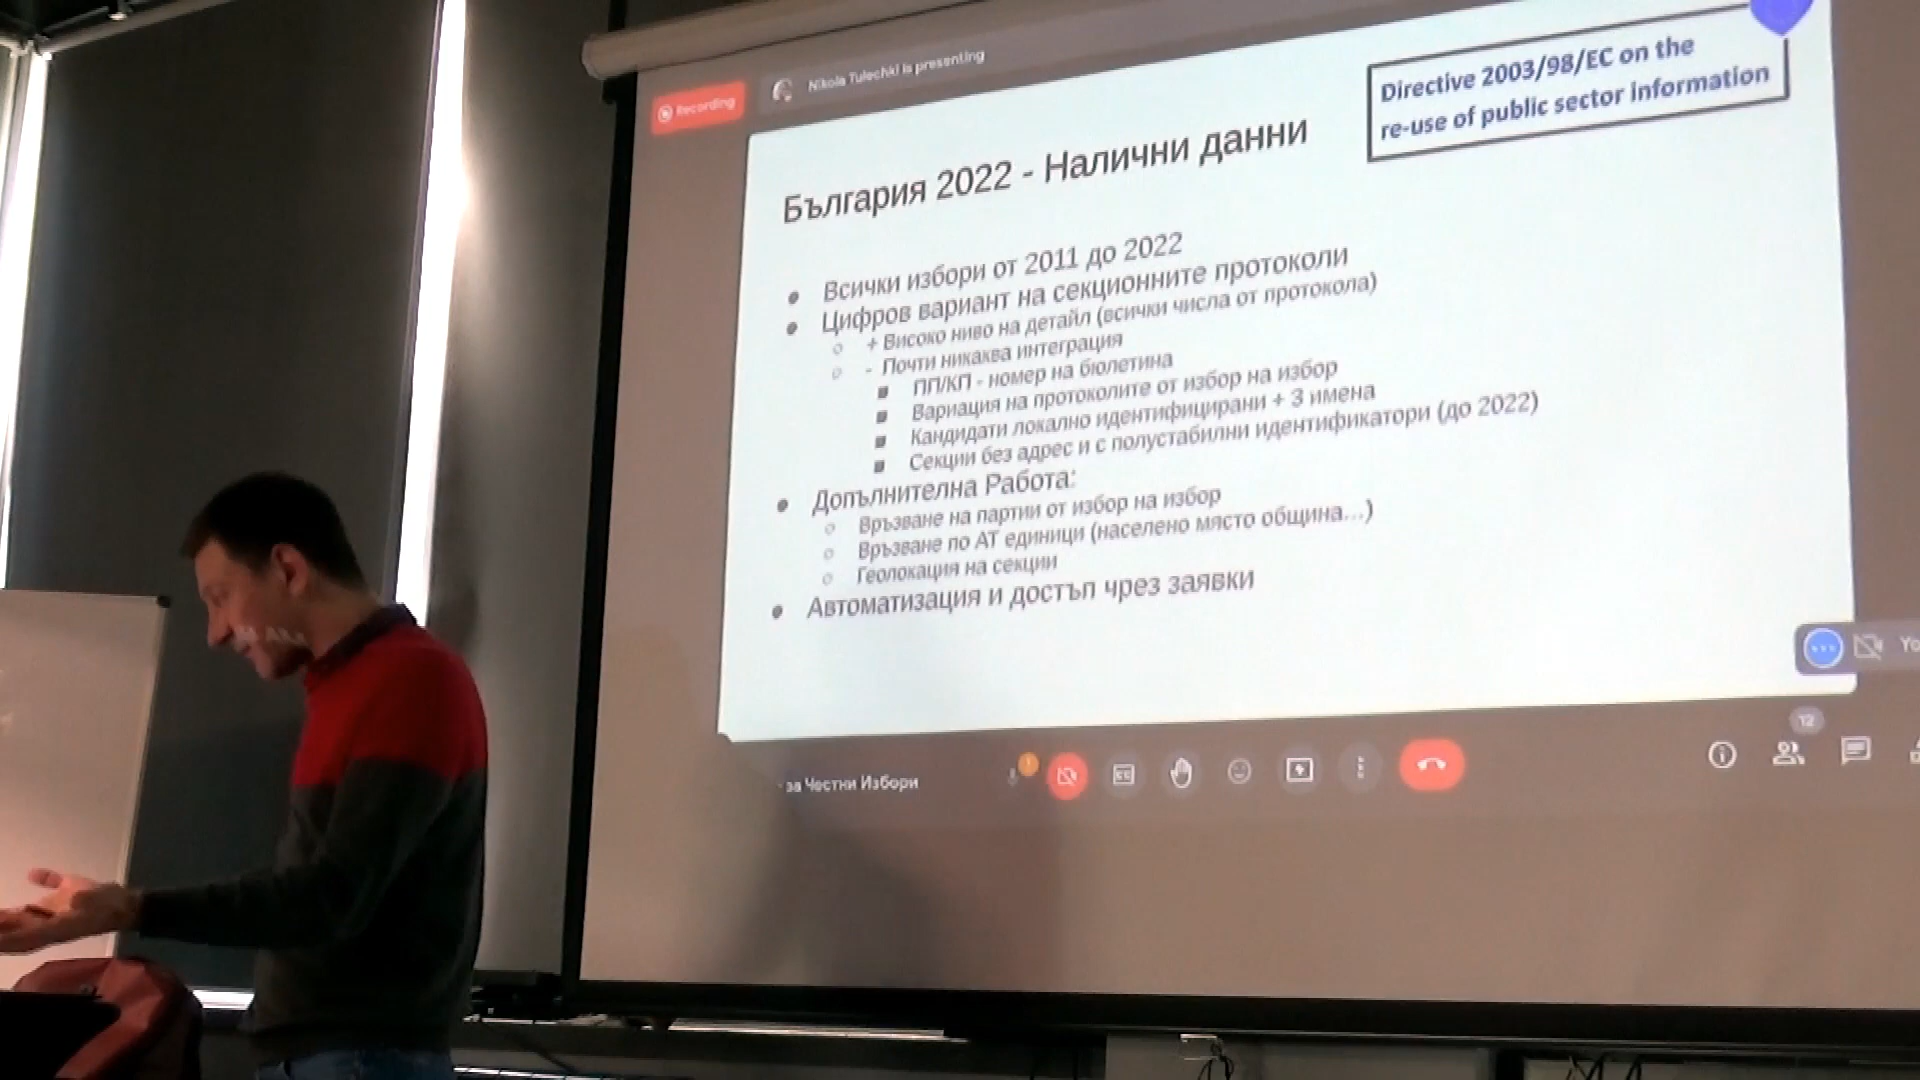 Recording
Nikola Tulechki is presenting
Directive 2003/98/EC on the
re-use of public sector information
България 2022 - Налични данни
Всички избори от 2011 до 2022
Цифров вариант на секционните протоколи
+ Високо ниво на детайл (всички числа от протокола)
- Почти никаква интеграция
ПП/КП - номер на бюлетина
Вариация на протоколите от избор на избор
Кандидати локално идентифицирани + 3 имена
Секции без адрес и с полустабилни идентификатори (до 2022)
Допълнителна Работа:
Връзване на партии от избор на избор
Връзване по АТ единици (населено място община...)
Геолокация на секции
Автоматизация и достъп чрез заявки
Yo
12
за Честни Избори